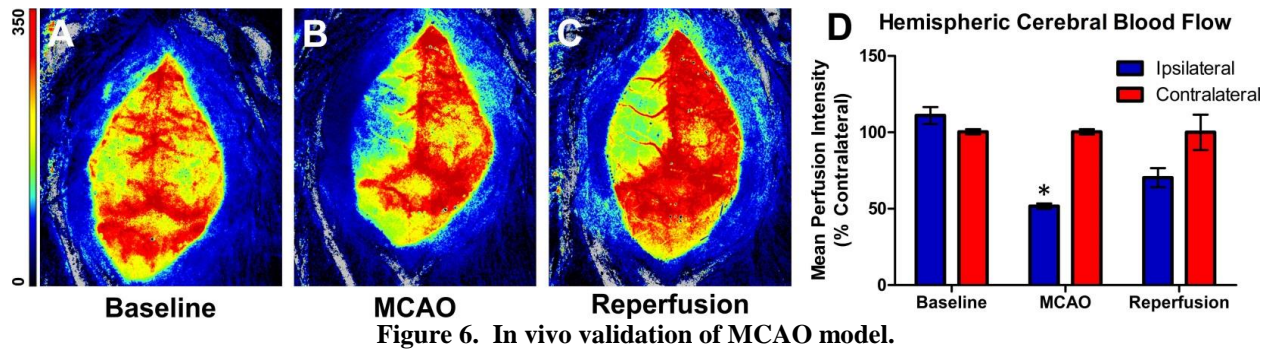 350
0
A
Baseline
B
MCAO
C
Reperfusion
D
Hemispheric Cerebral Blood Flow
Mean Perfusion Intensity
(% Contralateral)
150
100
50
0
Ipsilateral
Contralateral
*
Baseline
MCAO
Reperfusion
Figure 6. In vivo validation of MCAO model.